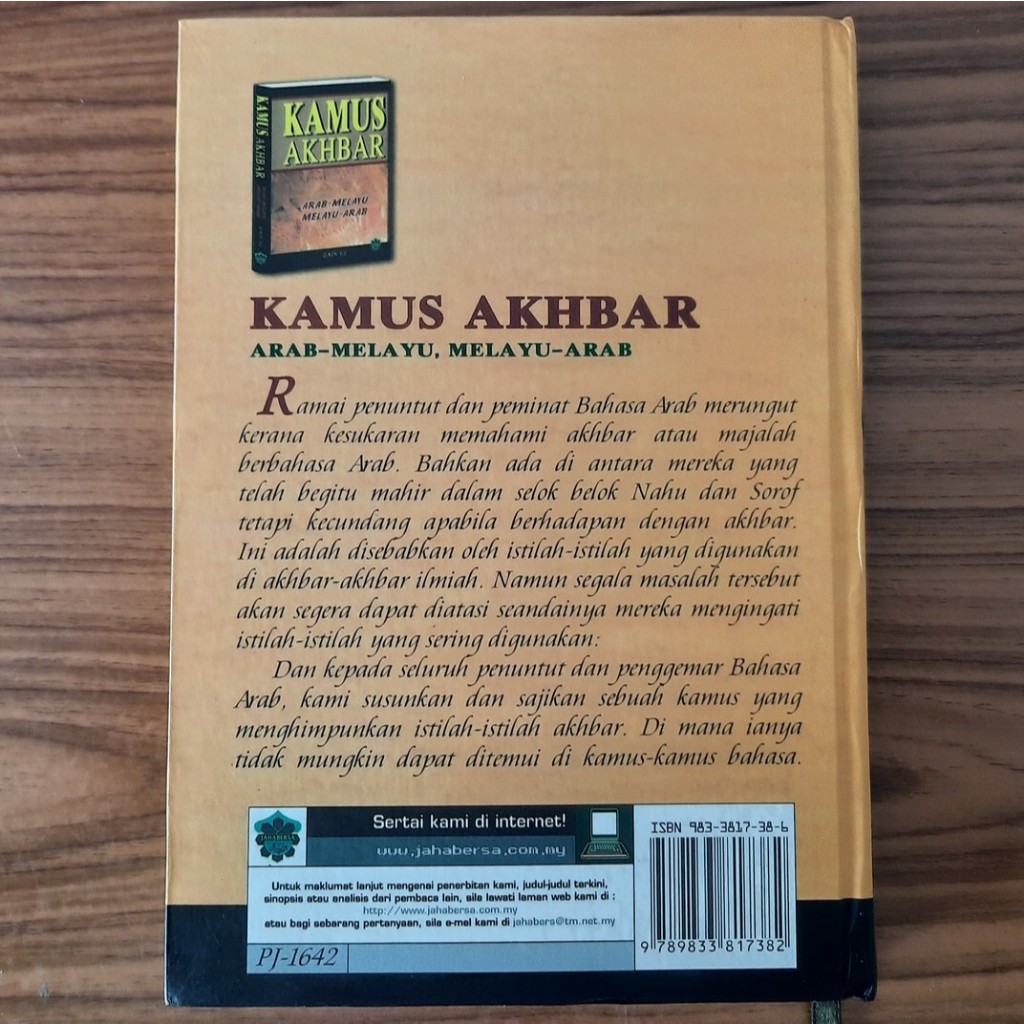 KAMUS
AKHBAR
KAMUS AKHBAR
ARAB-MELAYU
MELAYU-ARAB
KAMUS AKHBAR
ARAB-MELAYU, MELAYU-ARAB
Ramai penuntut dan peminat Bahasa Arab merungut
kerana kesukaran memahami akhbar atau majalah
berbahasa Arab. Bahkan ada di antara mereka yang
telah begitu mahir dalam selok belok Nahu dan Sorof
tetapi kecundang apabila berhadapan dengan akhbar.
Ini adalah disebabkan oleh istilah-istilah yang digunakan
di akhbar-akhbar ilmiah. Namun segala masalah tersebut
akan segera dapat diatasi seandainya mereka mengingati
istilah-istilah yang sering digunakan:
Dan kepada seluruh penuntut dan penggemar Bahasa
Arab, kami susunkan dan sajikan sebuah kamus yang
menghimpunkan istilah-istilah akhbar. Di mana ianya
tidak mungkin dapat ditemui di kamus-kamus bahasa.
JAHABERSA
Sertai kami di internet!
www.jahabersa.com.my
Untuk maklumat lanjut mengenai penerbitan kami, judul-judul terkini,
sinopsis atau analisis dari pembaca lain, sila lawati laman web kami di :
http://www.jahabersa.com.my
atau bagi sebarang pertanyaan, sila e-mel kami di jahabers@tm.net.my
PJ-1642
ISBN 983-3817-38-6
9 789833 817382